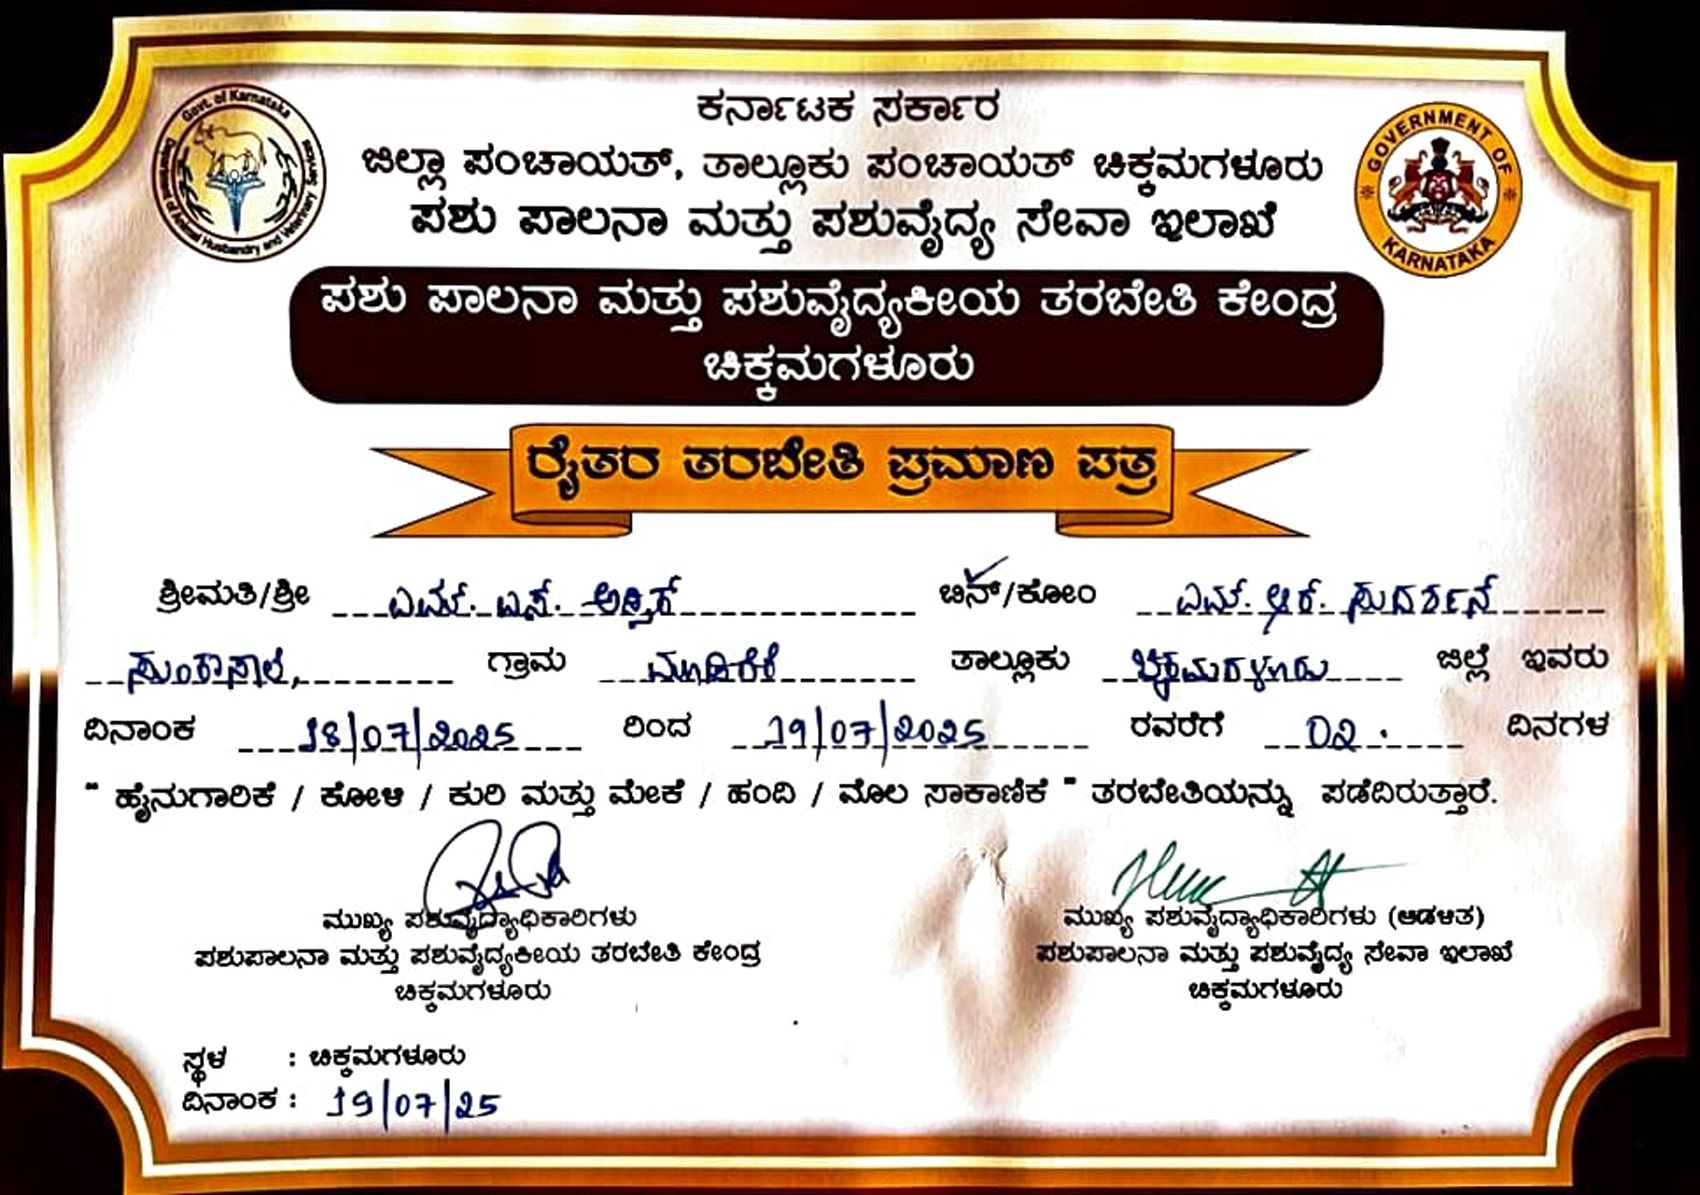 Govt. of Karnataka
Department of Animal Husbandry and Veterinary Services
GOVERNMENT OF KARNATAKA
ಕರ್ನಾಟಕ ಸರ್ಕಾರ
ಜಿಲ್ಲಾ ಪಂಚಾಯತ್, ತಾಲ್ಲೂಕು ಪಂಚಾಯತ್ ಚಿಕ್ಕಮಗಳೂರು
ಪಶು ಪಾಲನಾ ಮತ್ತು ಪಶುವೈದ್ಯ ಸೇವಾ ಇಲಾಖೆ
ಪಶು ಪಾಲನಾ ಮತ್ತು ಪಶುವೈದ್ಯಕೀಯ ತರಬೇತಿ ಕೇಂದ್ರ
ಚಿಕ್ಕಮಗಳೂರು
ರೈತರ ತರಬೇತಿ ಪ್ರಮಾಣ ಪತ್ರ
ಶ್ರೀಮತಿ/ಶ್ರೀ ಎಮ್. ಎಸ್. ಬಿನ್/ಕೋಂ ಎಮ್. ಆರ್. ಸುದರ್ಶನ್
ಸುಂಕಸಾಲೆ, ಗ್ರಾಮ ಮೂಡಿಗೆರೆ ತಾಲ್ಲೂಕು ಚಿಕ್ಕಮಗಳೂರು ಜಿಲ್ಲೆ ಇವರು
ದಿನಾಂಕ 18/07/2025 ರಿಂದ 19/07/2025 ರವರೆಗೆ 02 ದಿನಗಳ
" ಹೈನುಗಾರಿಕೆ / ಕೋಳಿ / ಕುರಿ ಮತ್ತು ಮೇಕೆ / ಹಂದಿ / ಮೊಲ ಸಾಕಾಣಿಕೆ " ತರಬೇತಿಯನ್ನು ಪಡೆದಿರುತ್ತಾರೆ.
ಮುಖ್ಯ ಪಶುವೈದ್ಯಾಧಿಕಾರಿಗಳು
ಪಶುಪಾಲನಾ ಮತ್ತು ಪಶುವೈದ್ಯಕೀಯ ತರಬೇತಿ ಕೇಂದ್ರ
ಚಿಕ್ಕಮಗಳೂರು
ಮುಖ್ಯ ಪಶುವೈದ್ಯಾಧಿಕಾರಿಗಳು (ಆಡಳಿತ)
ಪಶುಪಾಲನಾ ಮತ್ತು ಪಶುವೈದ್ಯ ಸೇವಾ ಇಲಾಖೆ
ಚಿಕ್ಕಮಗಳೂರು
ಸ್ಥಳ : ಚಿಕ್ಕಮಗಳೂರು
ದಿನಾಂಕ : 19/07/25